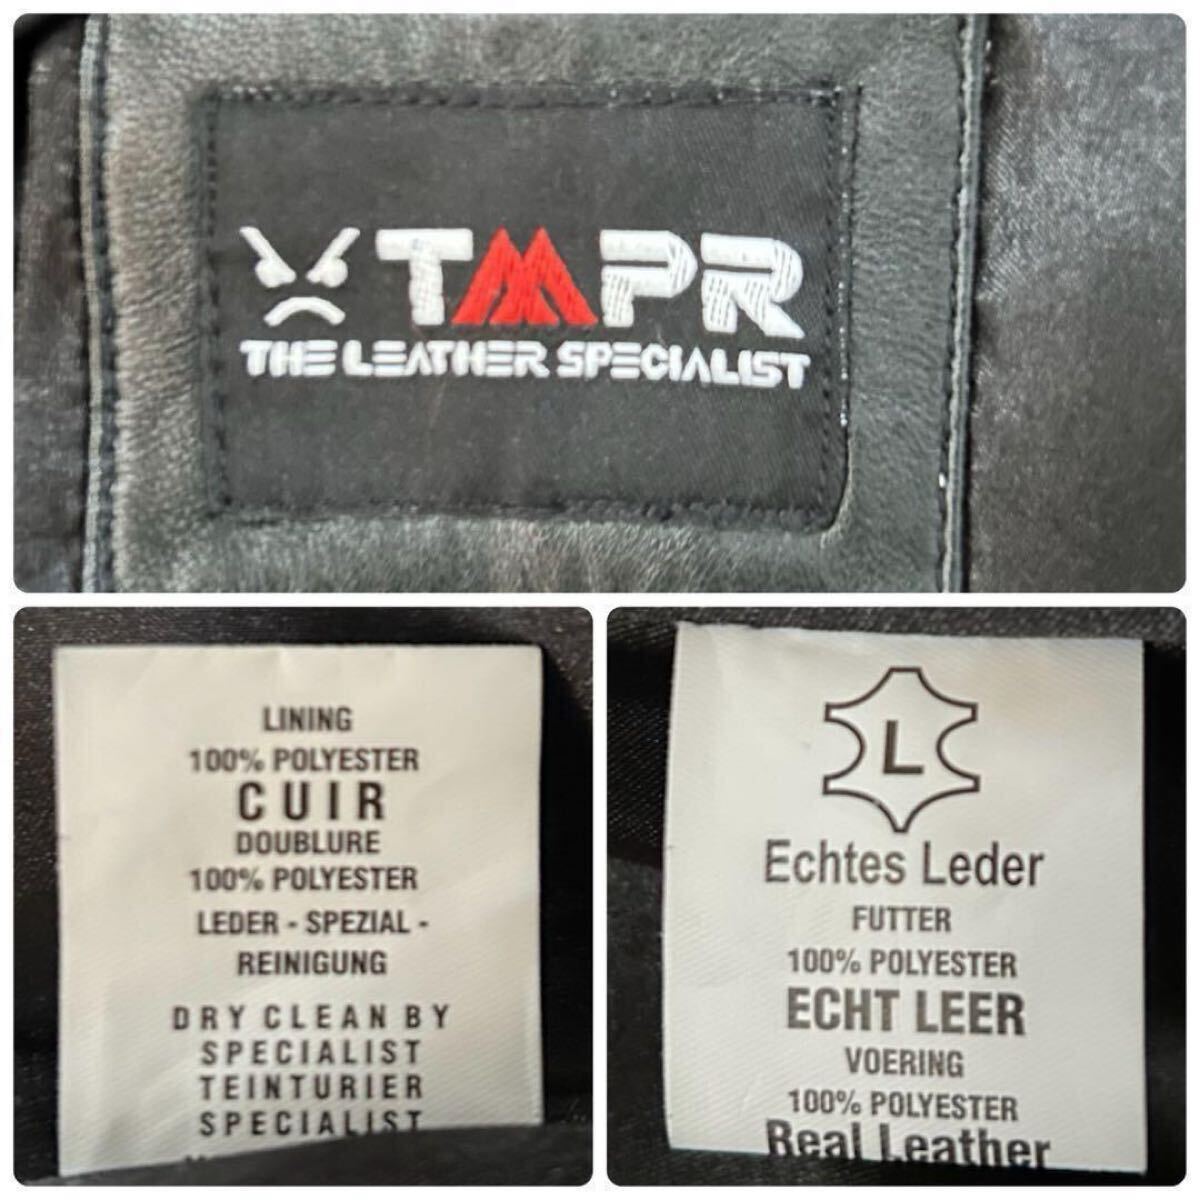 TMPR
THE LEATHER SPECIALIST
LINING
100% POLYESTER
CUIR
DOUBLURE
100% POLYESTER
LEDER - SPEZIAL -
REINIGUNG
DRY CLEAN BY
SPECIALIST
TEINTURIER
SPECIALIST
L
Echtes Leder
FUTTER
100% POLYESTER
ECHT LEER
VOERING
100% POLYESTER
Real Leather